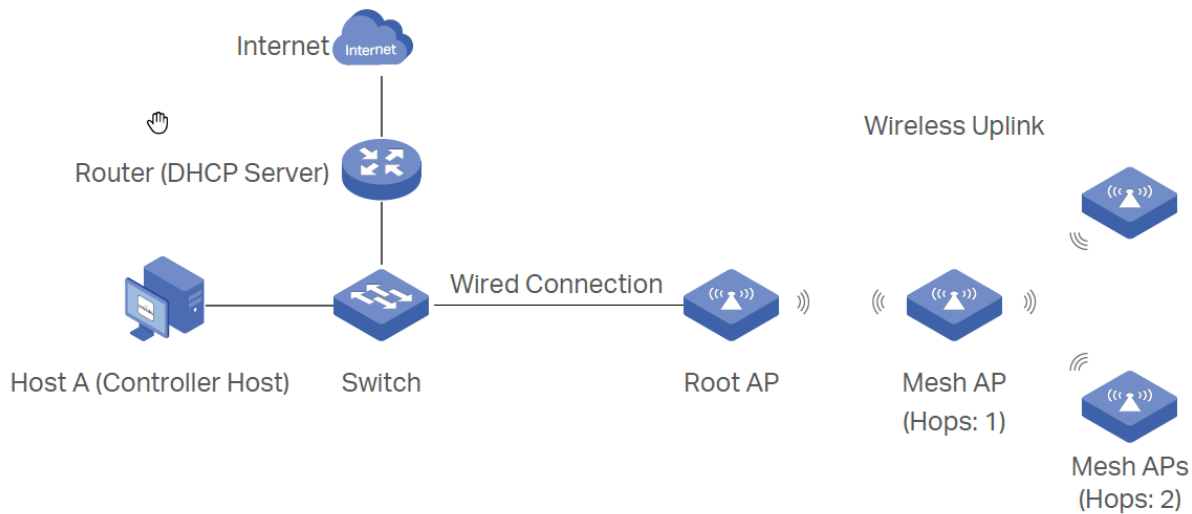 Internet
Internet
Wireless Uplink
Router (DHCP Server)
Wired Connection
Host A (Controller Host)
Switch
Root AP
Mesh AP
(Hops: 1)
Mesh APs
(Hops: 2)